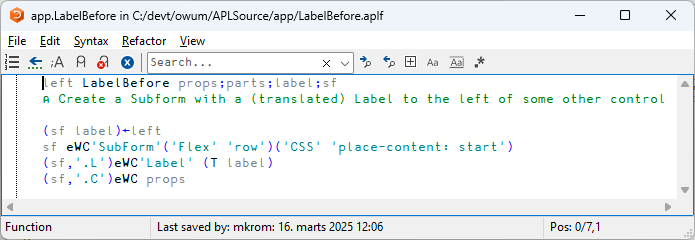 app.LabelBefore in C:/devt/owum/APLSource/app/LabelBefore.aplf
File Edit Syntax Refactor View
Search... Aa Aa .*
left LabelBefore props;parts;label;sf
⍝ Create a Subform with a (translated) Label to the left of some other control
(sf label)←left
sf eWC'SubForm'('Flex' 'row')('CSS' 'place-content: start')
(sf,'.L')eWC'Label' (T label)
(sf,'.C')eWC props
Function Last saved by: mkrom: 16. marts 2025 12:06 Pos: 0/7,1